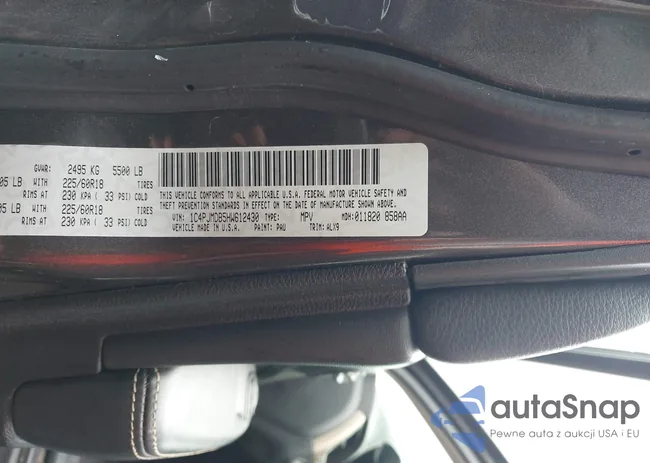 GVWR: 2495 KG 5500 LB
05 LB WITH 225/60R18 TIRES
RIMS AT 230 KPA ( 33 PSI) COLD
05 LB WITH 225/60R18 TIRES
RIMS AT 230 KPA ( 33 PSI) COLD
THIS VEHICLE CONFORMS TO ALL APPLICABLE U.S.A. FEDERAL MOTOR VEHICLE SAFETY AND
THEFT PREVENTION STANDARDS IN EFFECT ON THE DATE OF MANUFACTURE SHOWN ABOVE.
VIN: 1C4PJMDB5HW612430 TYPE: MPV MDH: 011820 858AA
VEHICLE MADE IN U.S.A. PAINT: PAU TRIM: ALX9
autaSnap
Pewne auta z aukcji USA i EU